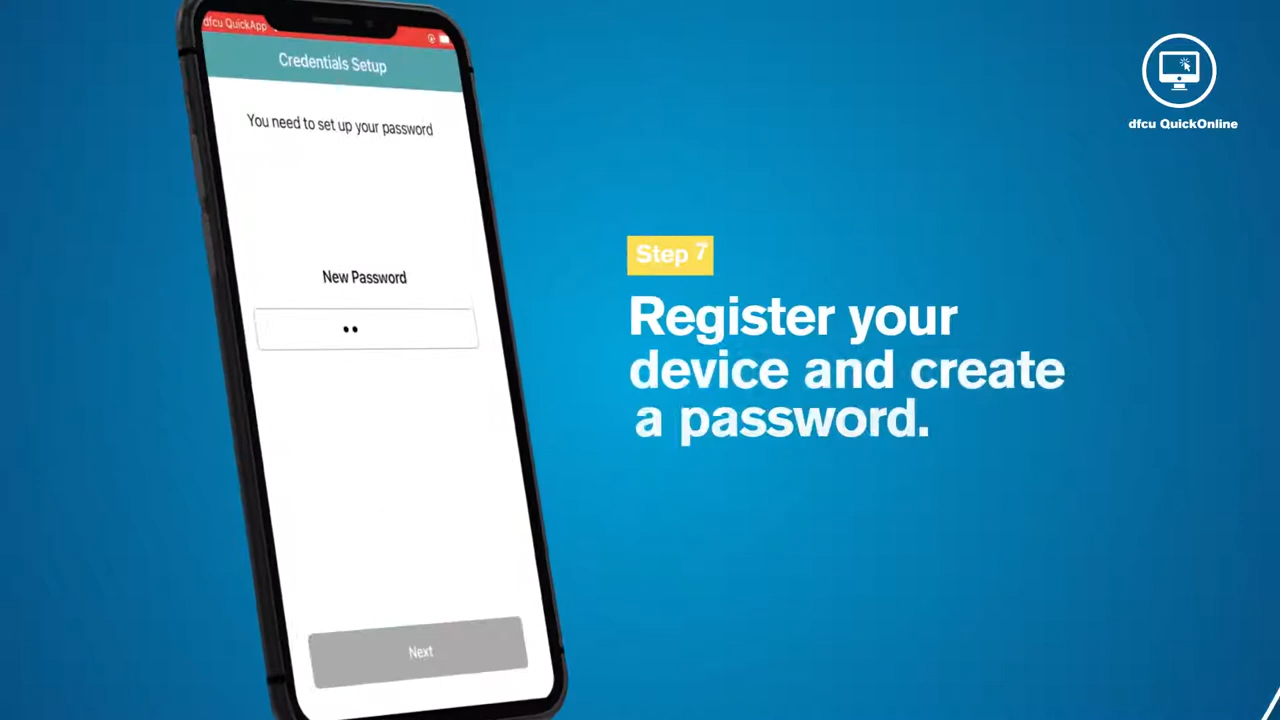 dfcu QuickApp
Credentials Setup
You need to set up your password
New Password
Next
dfcu QuickOnline
Step 7
Register your
device and create
a password.